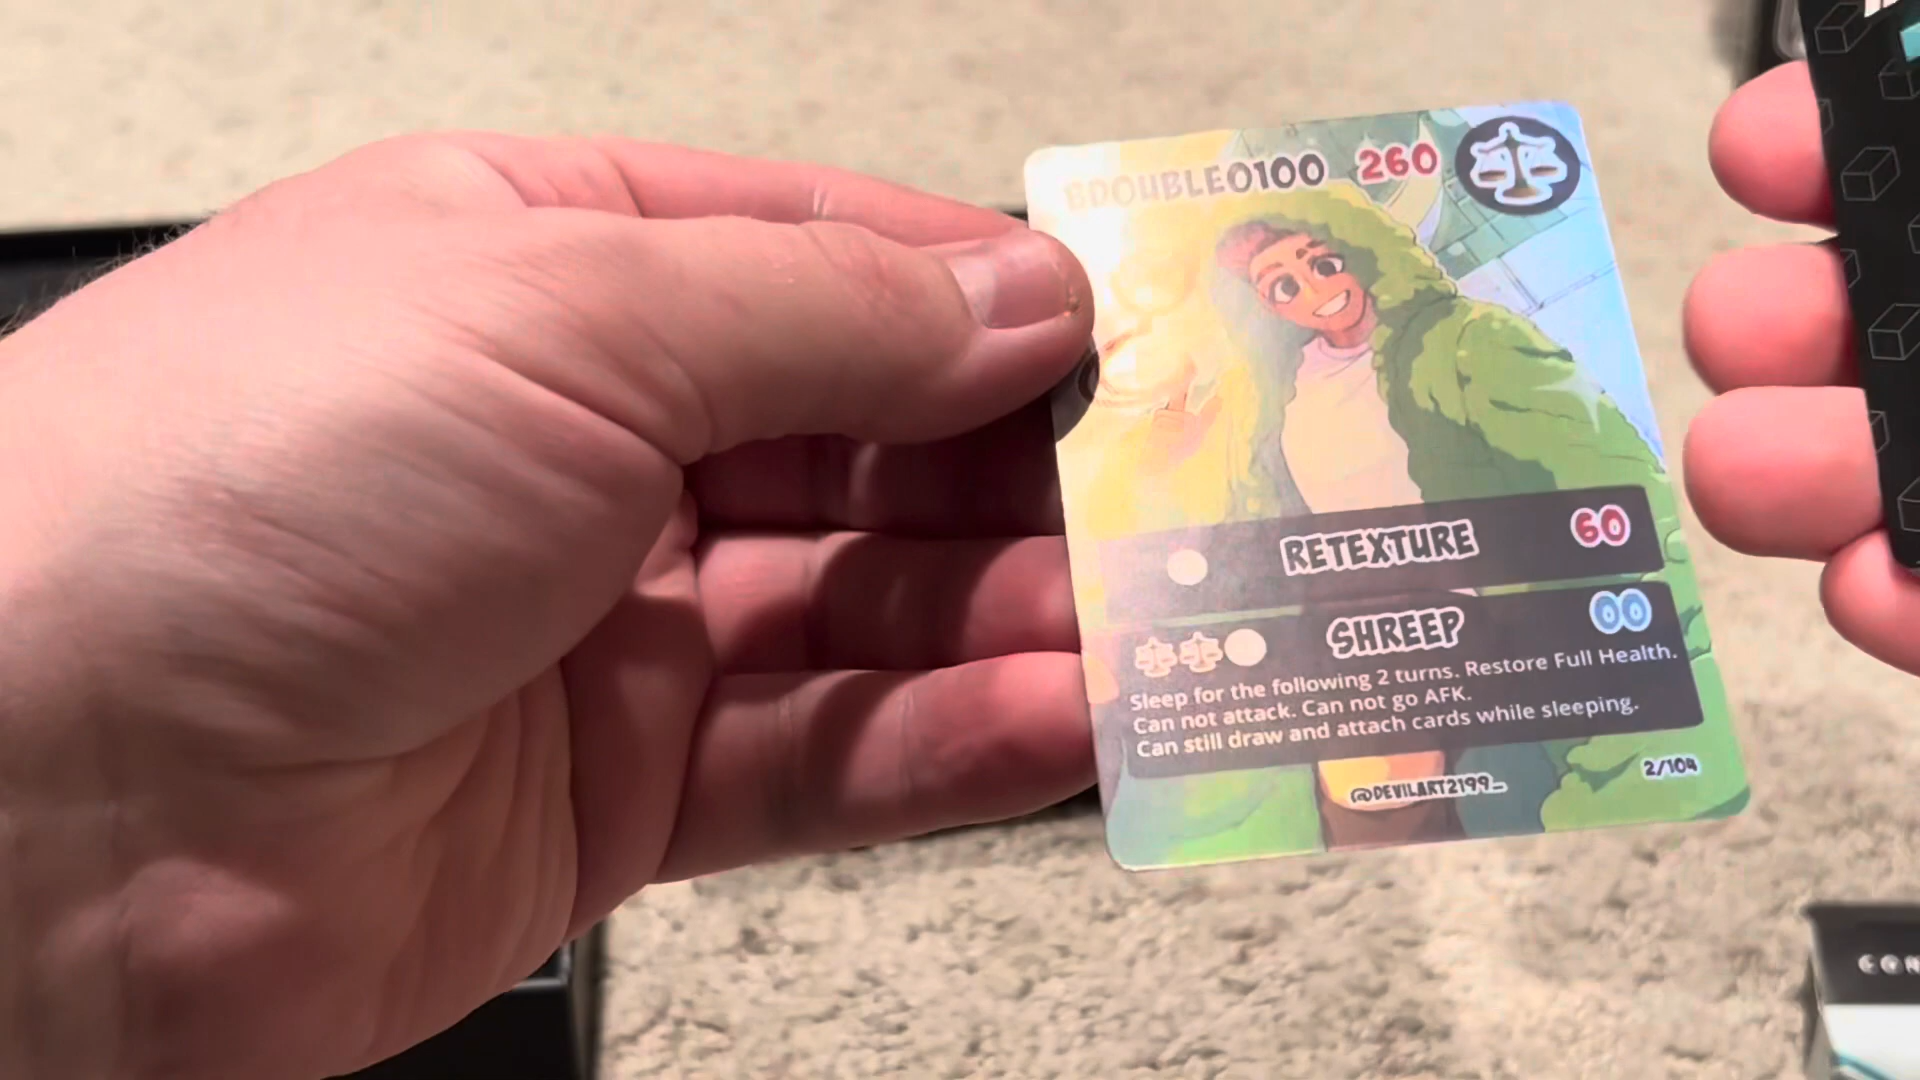 BDOUBLEO100 260
RETEXTURE 60
SHREEP 00
Sleep for the following 2 turns. Restore Full Health.
Can not attack. Can not go AFK.
Can still draw and attach cards while sleeping.
@DEVILART2199_
2/104